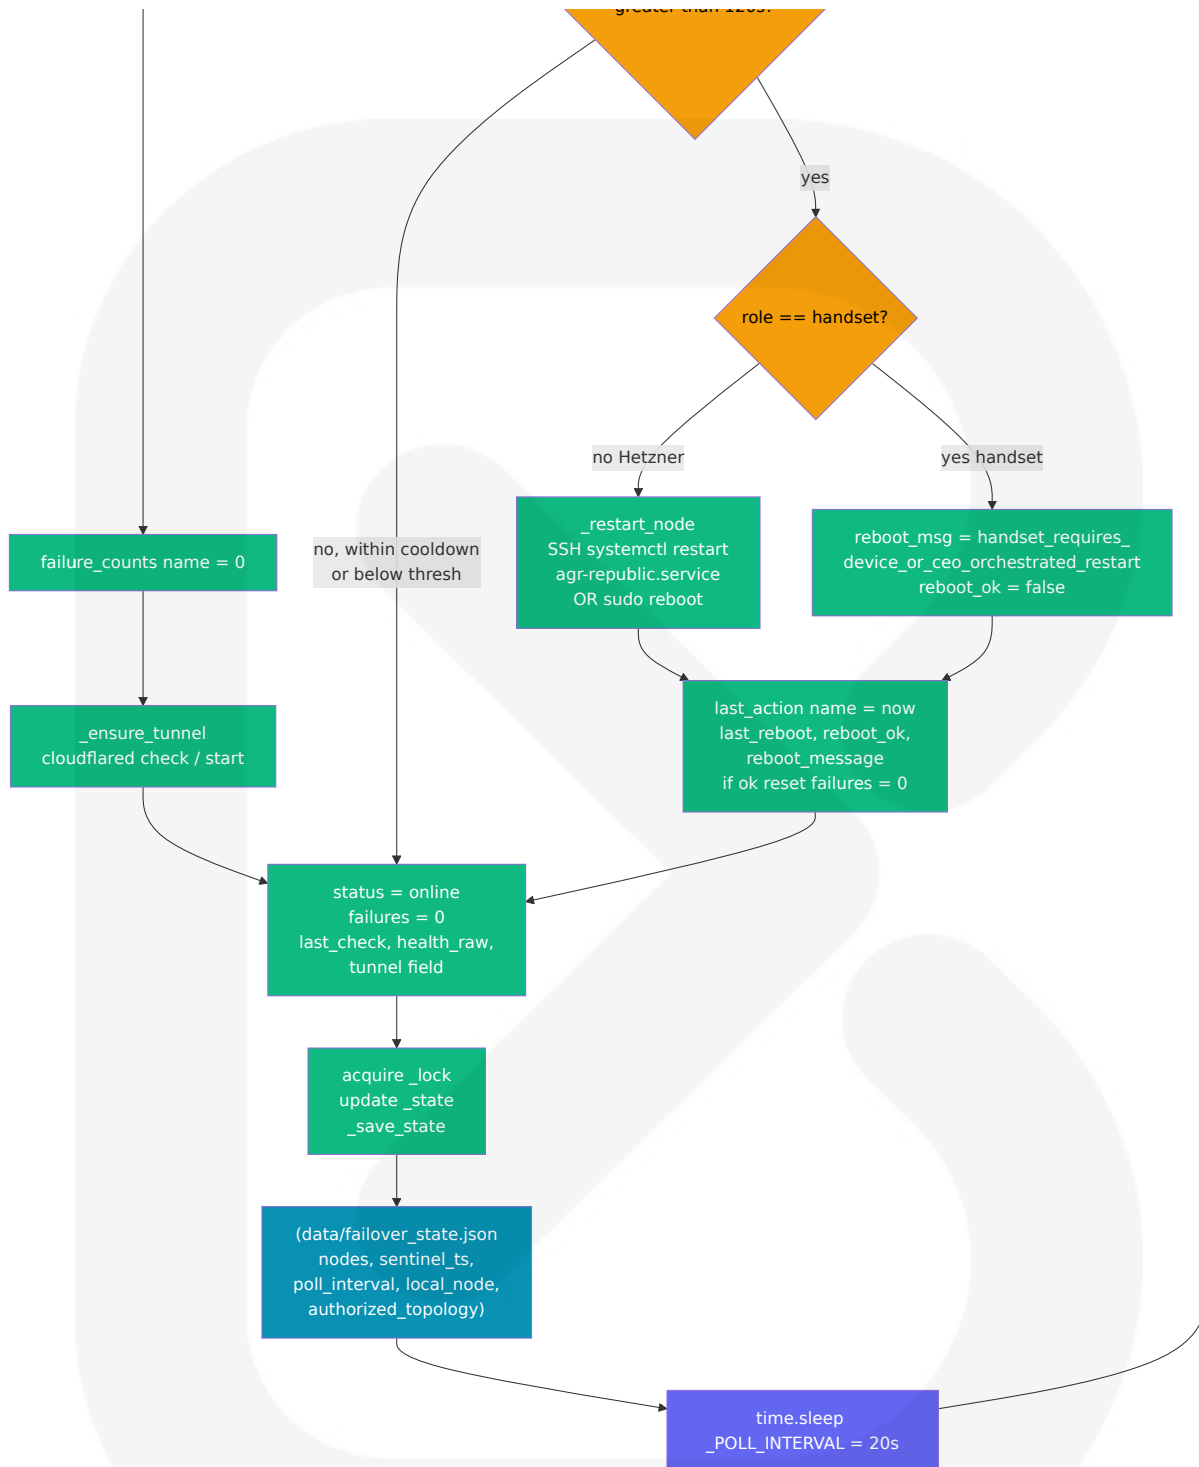 greater than 120s?
yes
role == handset?
no Hetzner
yes handset
_restart_node
SSH systemctl restart
agr-republic.service
OR sudo reboot
reboot_msg = handset_requires_
device_or_ceo_orchestrated_restart
reboot_ok = false
no, within cooldown
or below thresh
failure_counts name = 0
_ensure_tunnel
cloudflared check / start
last_action name = now
last_reboot, reboot_ok,
reboot_message
if ok reset failures = 0
status = online
failures = 0
last_check, health_raw,
tunnel field
acquire _lock
update _state
_save_state
(data/failover_state.json
nodes, sentinel_ts,
poll_interval, local_node,
authorized_topology)
time.sleep
_POLL_INTERVAL = 20s